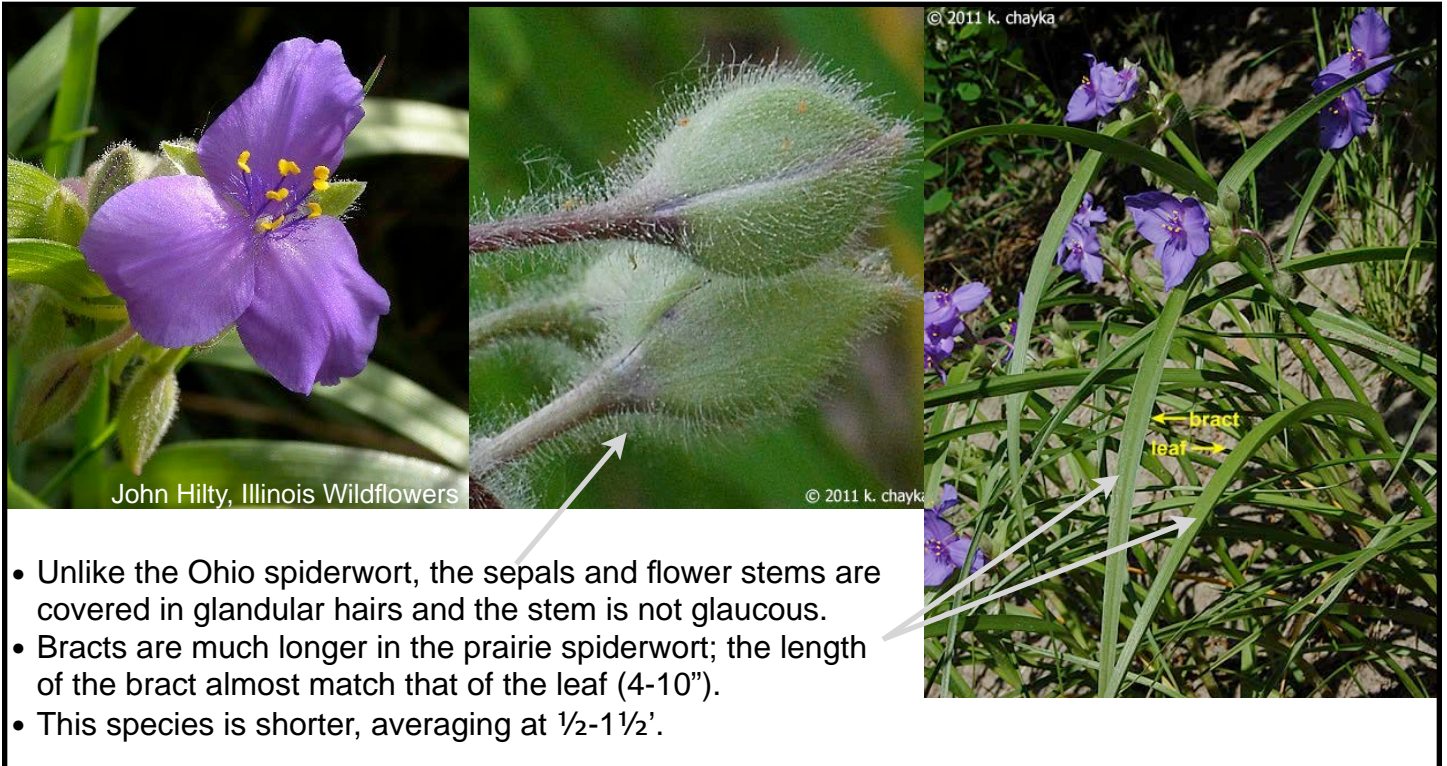 © 2011 k. chayka
bract
leaf
John Hilty, Illinois Wildflowers
© 2011 k. chayka
• Unlike the Ohio spiderwort, the sepals and flower stems are
covered in glandular hairs and the stem is not glaucous.
• Bracts are much longer in the prairie spiderwort; the length
of the bract almost match that of the leaf (4-10”).
• This species is shorter, averaging at ½-1½’.